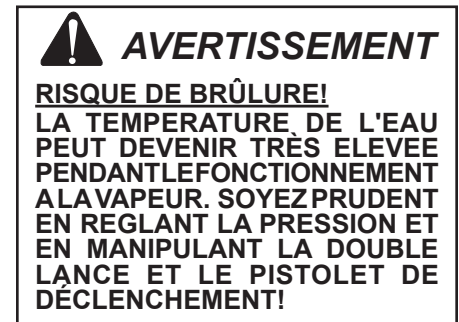 AVERTISSEMENT
RISQUE DE BRÛLURE!
LA TEMPERATURE DE L'EAU
PEUT DEVENIR TRÈS ELEVEE
PENDANTLEFONCTIONNEMENT
ALAVAPEUR. SOYEZPRUDENT
EN REGLANT LA PRESSION ET
EN MANIPULANT LA DOUBLE
LANCE ET LE PISTOLET DE
DÉCLENCHEMENT!